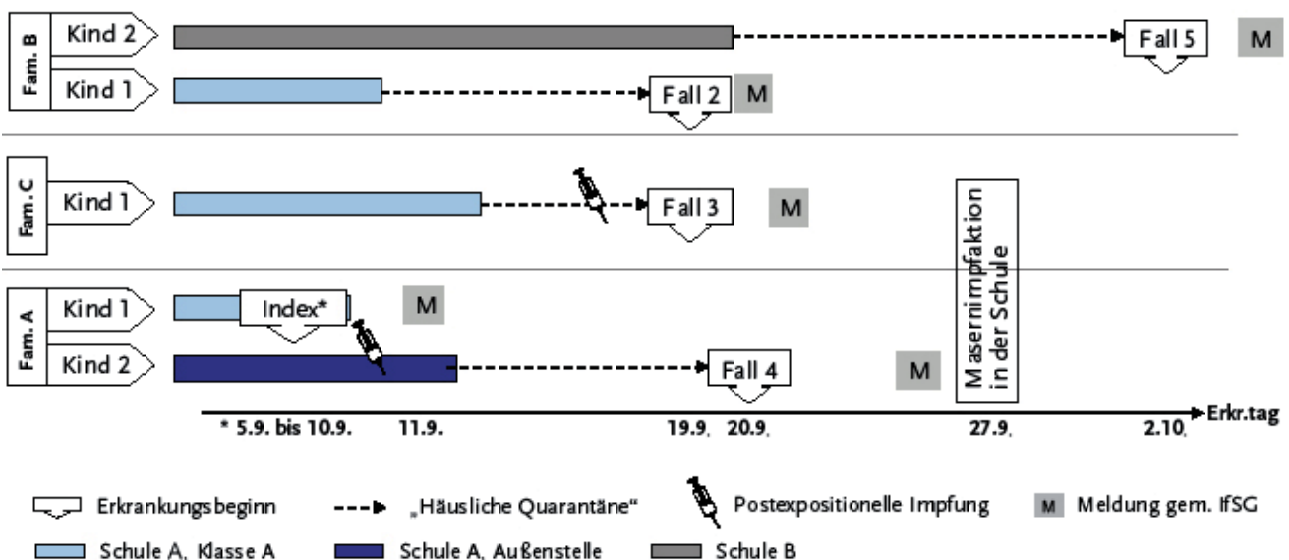 Fam. B
Kind 2
Fall 5
M
Kind 1
Fall 2
M
Fam. C
Kind 1
Fall 3
M
Masernimpfaktion
in der Schule
Fam. A
Kind 1
Index*
M
Kind 2
Fall 4
M
* 5.9. bis 10.9. 11.9. 19.9. 20.9. 27.9. 2.10. Erkr.tag
Erkrankungsbeginn „Häusliche Quarantäne“ Postexpositionelle Impfung M Meldung gem. IfSG
Schule A, Klasse A Schule A, Außenstelle Schule B